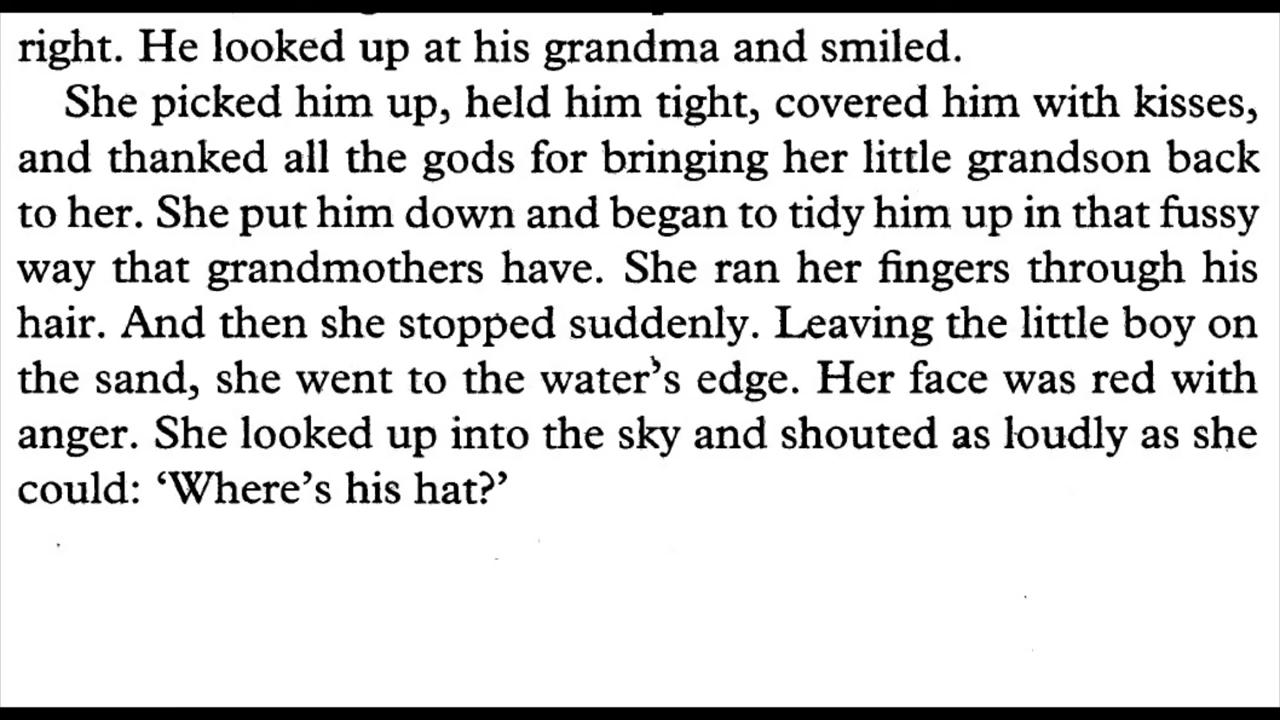 right. He looked up at his grandma and smiled.
She picked him up, held him tight, covered him with kisses,
and thanked all the gods for bringing her little grandson back
to her. She put him down and began to tidy him up in that fussy
way that grandmothers have. She ran her fingers through his
hair. And then she stopped suddenly. Leaving the little boy on
the sand, she went to the water’s edge. Her face was red with
anger. She looked up into the sky and shouted as loudly as she
could: ‘Where’s his hat?’